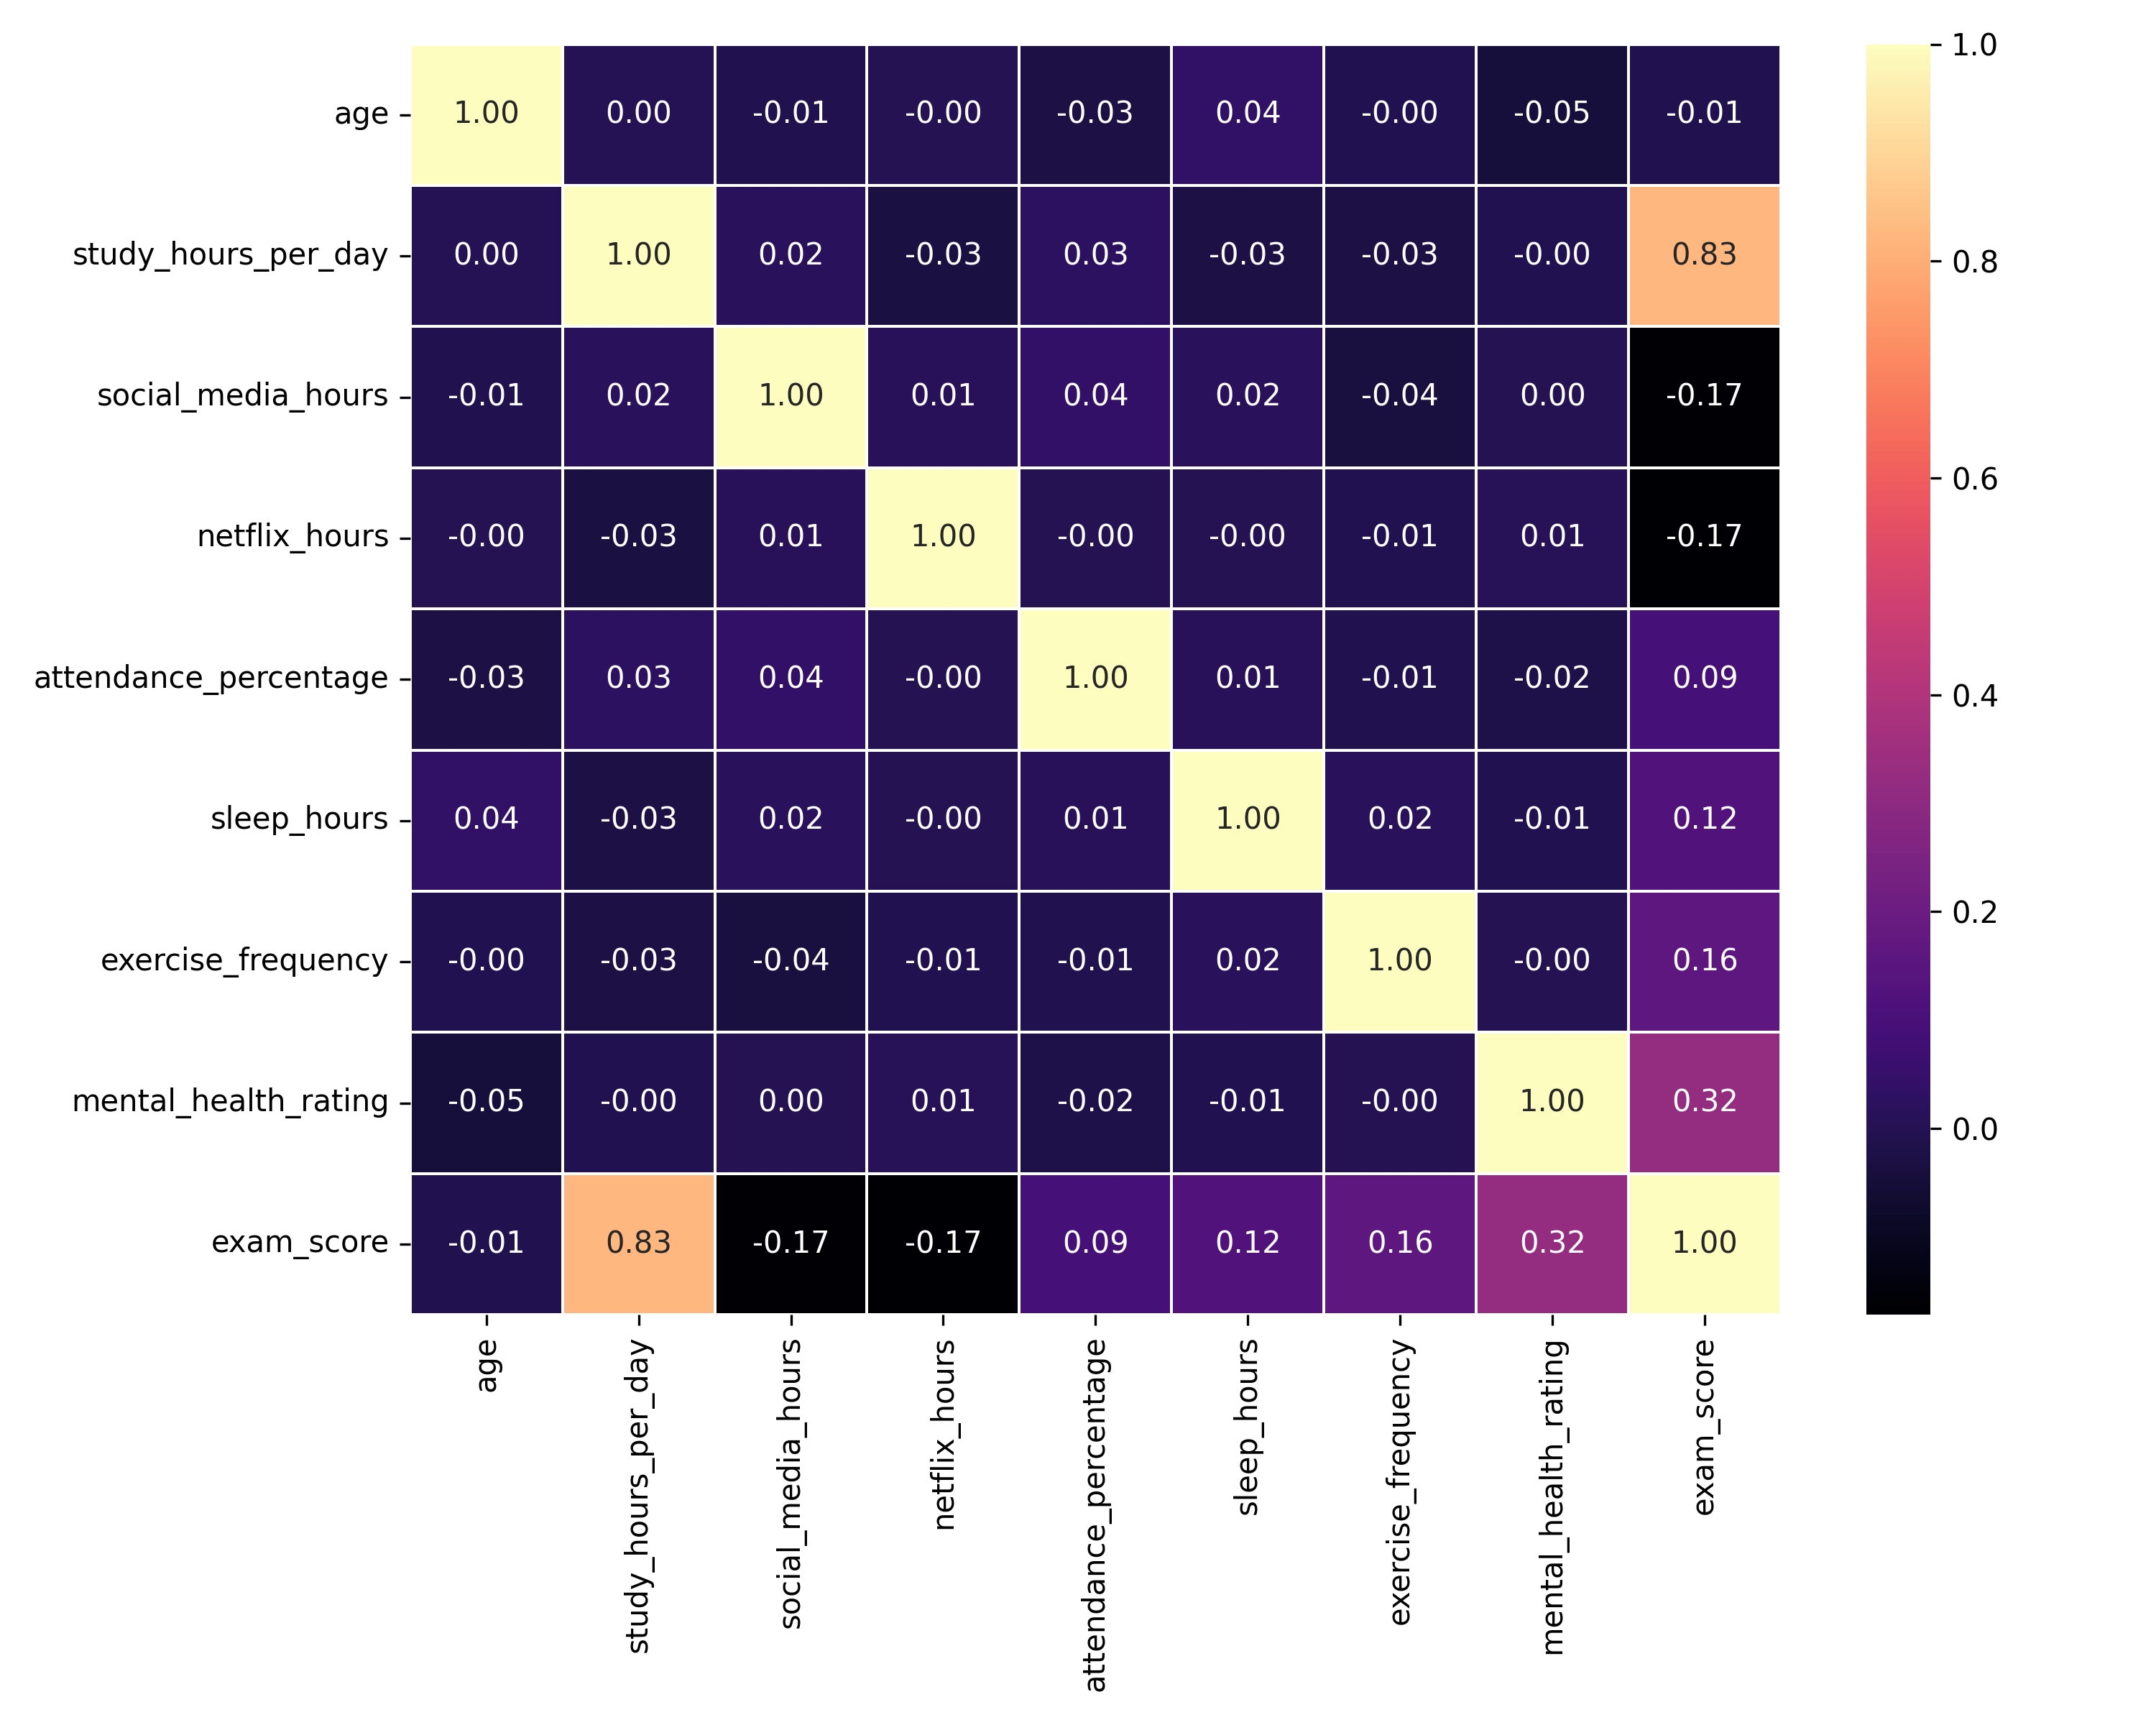 age 1.00 0.00 -0.01 -0.00 -0.03 0.04 -0.00 -0.05 -0.01
study_hours_per_day 0.00 1.00 0.02 -0.03 0.03 -0.03 -0.03 -0.00 0.83
social_media_hours -0.01 0.02 1.00 0.01 0.04 0.02 -0.04 0.00 -0.17
netflix_hours -0.00 -0.03 0.01 1.00 -0.00 -0.00 -0.01 0.01 -0.17
attendance_percentage -0.03 0.03 0.04 -0.00 1.00 0.01 -0.01 -0.02 0.09
sleep_hours 0.04 -0.03 0.02 -0.00 0.01 1.00 0.02 -0.01 0.12
exercise_frequency -0.00 -0.03 -0.04 -0.01 -0.01 0.02 1.00 -0.00 0.16
mental_health_rating -0.05 -0.00 0.00 0.01 -0.02 -0.01 -0.00 1.00 0.32
exam_score -0.01 0.83 -0.17 -0.17 0.09 0.12 0.16 0.32 1.00
age
study_hours_per_day
social_media_hours
netflix_hours
attendance_percentage
sleep_hours
exercise_frequency
mental_health_rating
exam_score
1.0
0.8
0.6
0.4
0.2
0.0